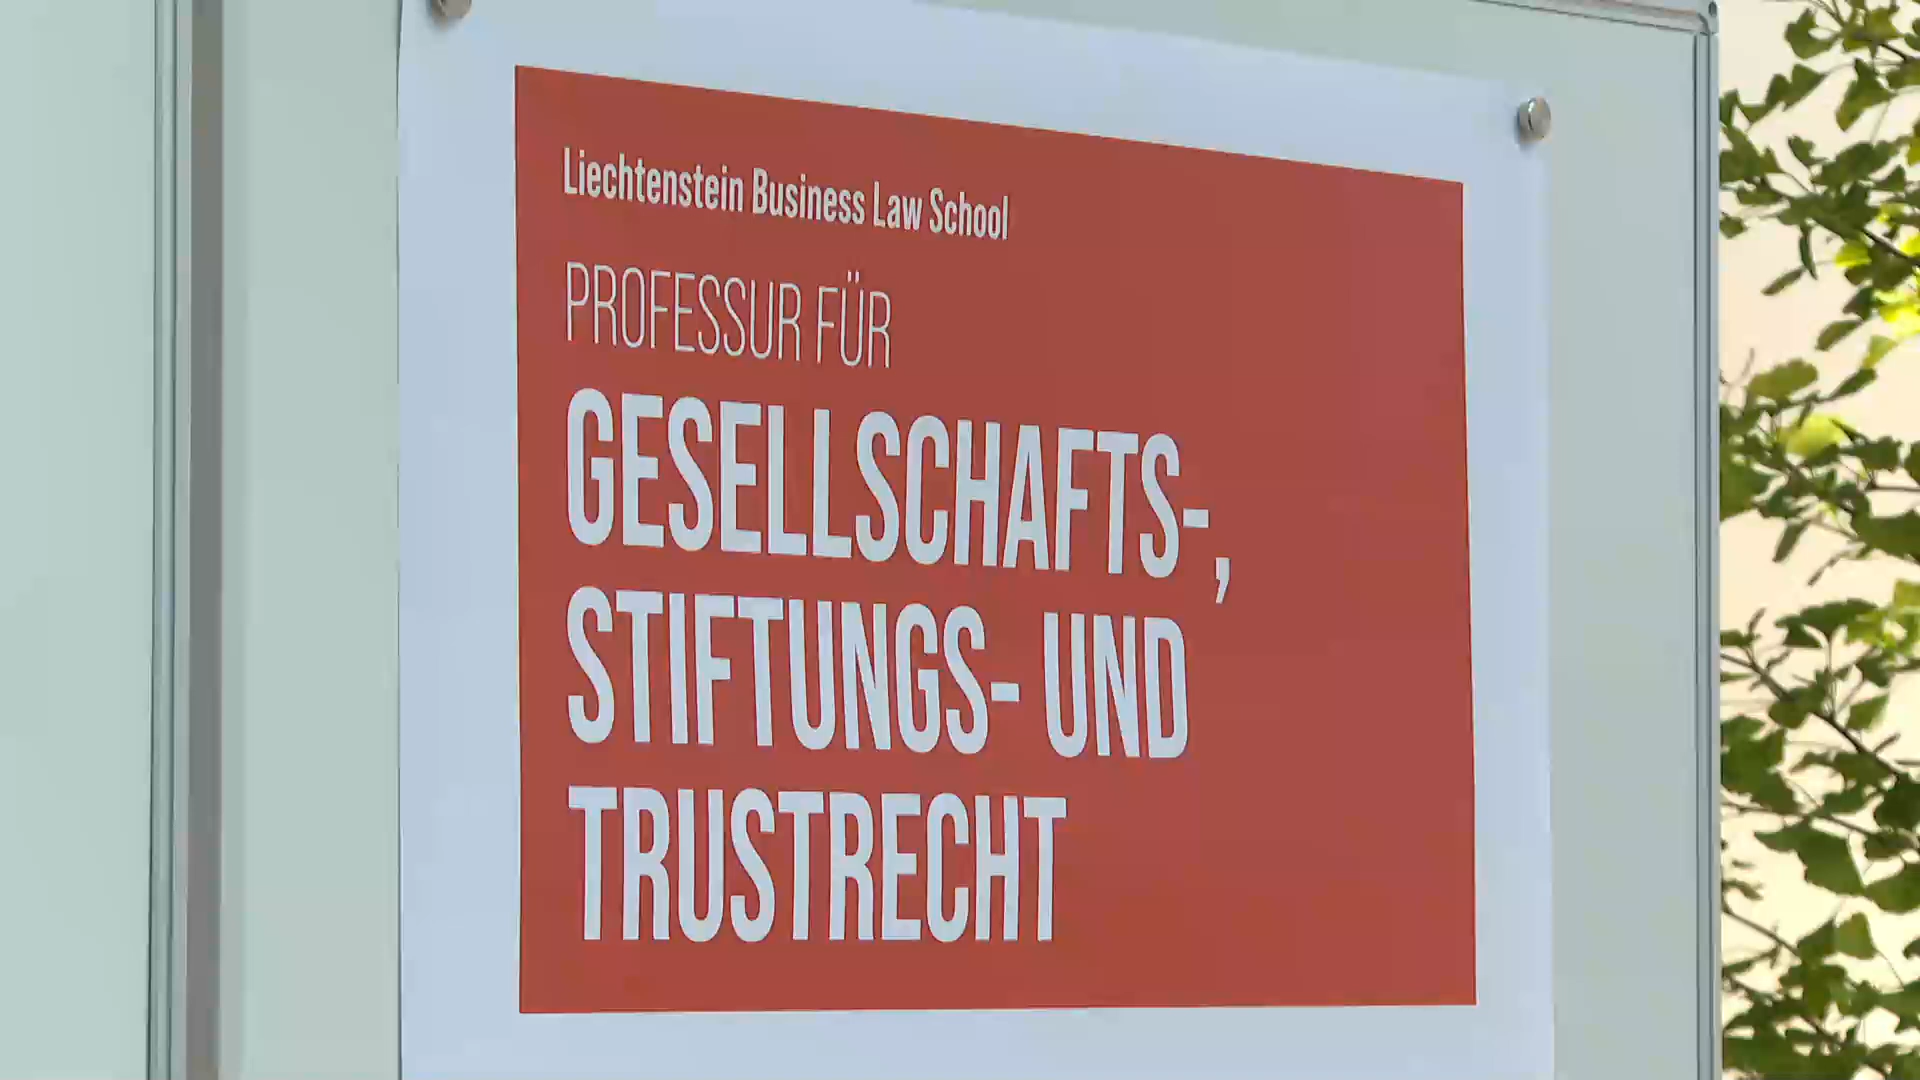 Liechtenstein Business Law School
PROFESSUR FÜR
GESELLSCHAFTS-,
STIFTUNGS- UND
TRUSTRECHT